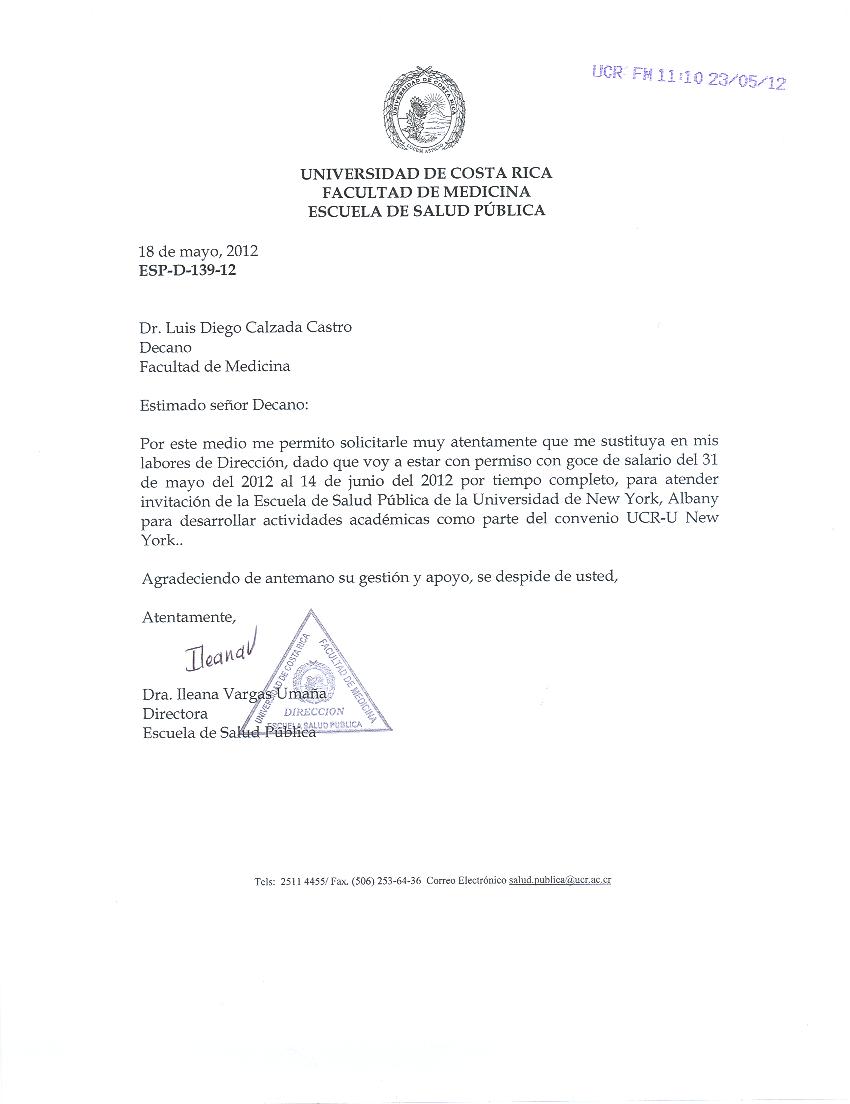 UCR FM 11:10 23/05/12
UNIVERSIDAD DE COSTA RICA
UNIVERSIDAD DE COSTA RICA
FACULTAD DE MEDICINA
ESCUELA DE SALUD PÚBLICA
18 de mayo, 2012
ESP-D-139-12
Dr. Luis Diego Calzada Castro
Decano
Facultad de Medicina
Estimado señor Decano:
Por este medio me permito solicitarle muy atentamente que me sustituya en mis
labores de Dirección, dado que voy a estar con permiso con goce de salario del 31
de mayo del 2012 al 14 de junio del 2012 por tiempo completo, para atender
invitación de la Escuela de Salud Pública de la Universidad de New York, Albany
para desarrollar actividades académicas como parte del convenio UCR-U New
York..
Agradeciendo de antemano su gestión y apoyo, se despide de usted,
Atentamente,
IleanaV
Dra. Ileana Vargas Umaña
Directora
Escuela de Salud Pública
UNIVERSIDAD DE COSTA RICA
FACULTAD DE MEDICINA
DIRECCION
ESCUELA SALUD PUBLICA
Tels: 2511 4455/ Fax. (506) 253-64-36 Correo Electrónico salud.publica@ucr.ac.cr